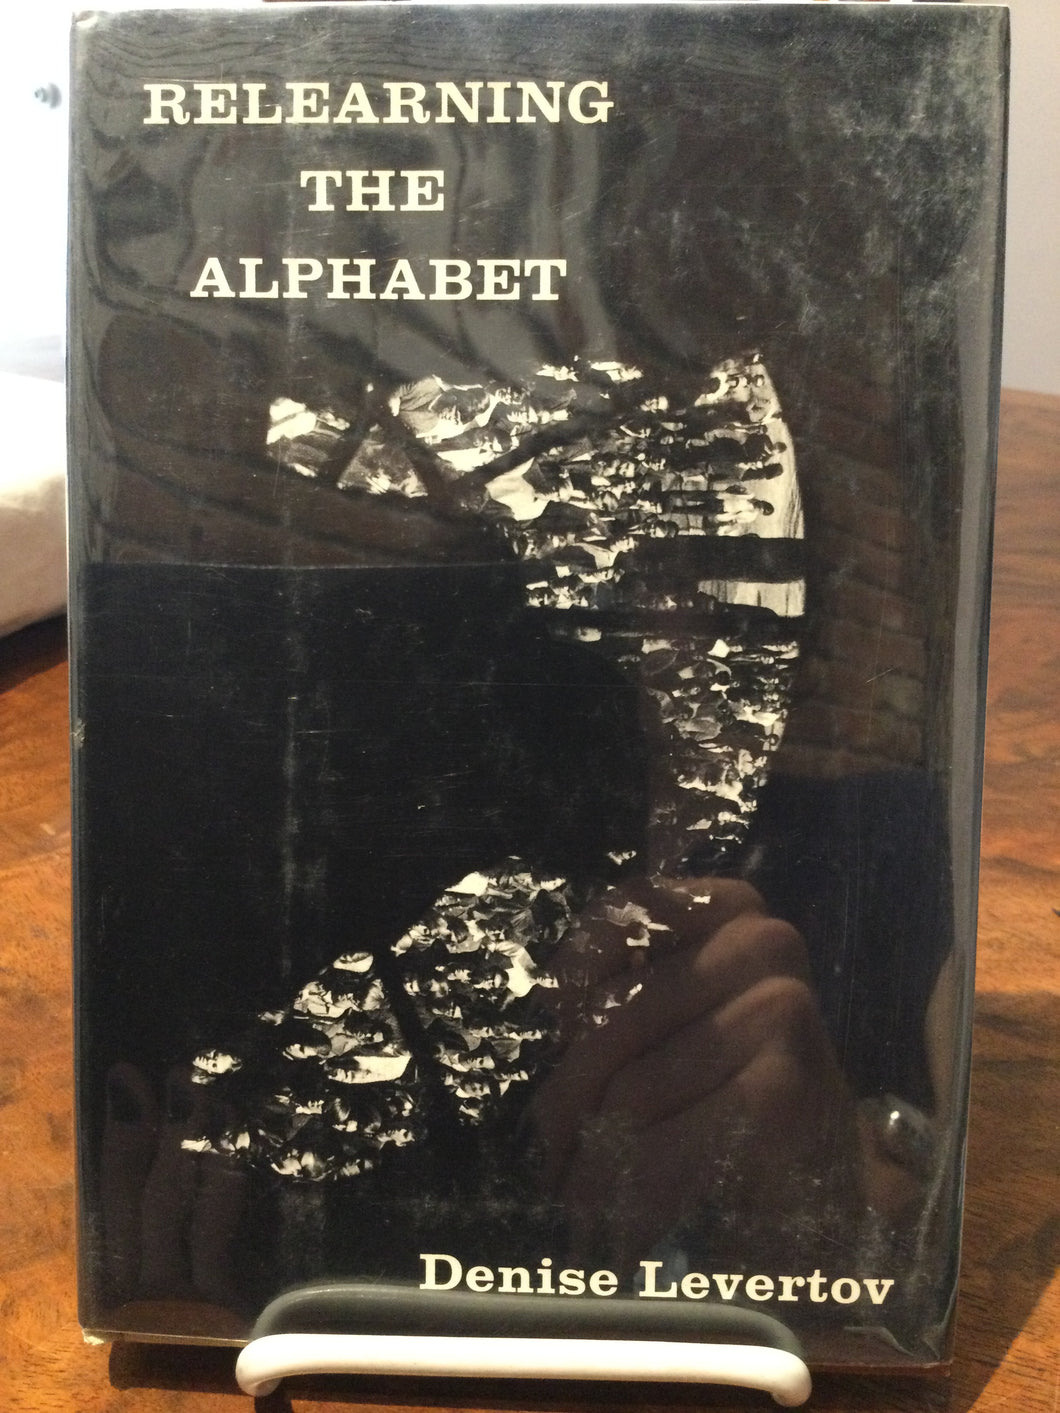 RELEARNING
THE
ALPHABET
Denise Levertov